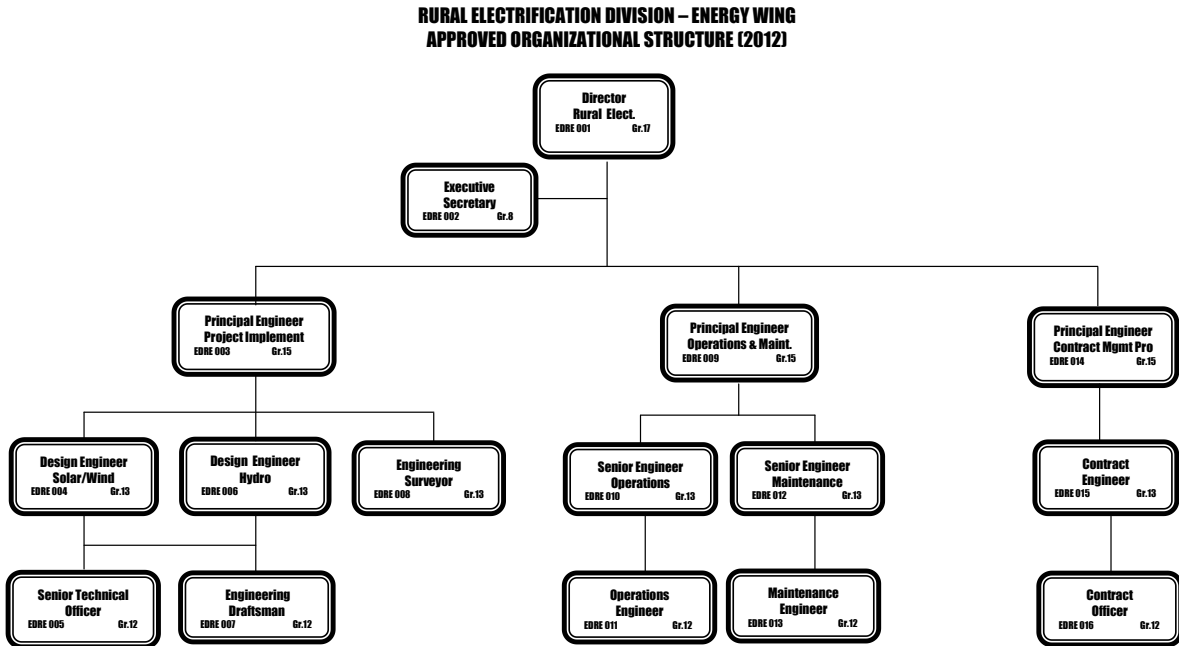 RURAL ELECTRIFICATION DIVISION – ENERGY WING
APPROVED ORGANIZATIONAL STRUCTURE (2012)
Director
Rural Elect.
EDRE 001 Gr.17
Executive
Secretary
EDRE 002 Gr.8
Principal Engineer
Project Implement
EDRE 003 Gr.15
Principal Engineer
Operations & Maint.
EDRE 009 Gr.15
Principal Engineer
Contract Mgmt Pro
EDRE 014 Gr.15
Design Engineer
Solar/Wind
EDRE 004 Gr.13
Design Engineer
Hydro
EDRE 006 Gr.13
Engineering
Surveyor
EDRE 008 Gr.13
Senior Engineer
Operations
EDRE 010 Gr.13
Senior Engineer
Maintenance
EDRE 012 Gr.13
Contract
Engineer
EDRE 015 Gr.13
Senior Technical
Officer
EDRE 005 Gr.12
Engineering
Draftsman
EDRE 007 Gr.12
Operations
Engineer
EDRE 011 Gr.12
Maintenance
Engineer
EDRE 013 Gr.12
Contract
Officer
EDRE 016 Gr.12